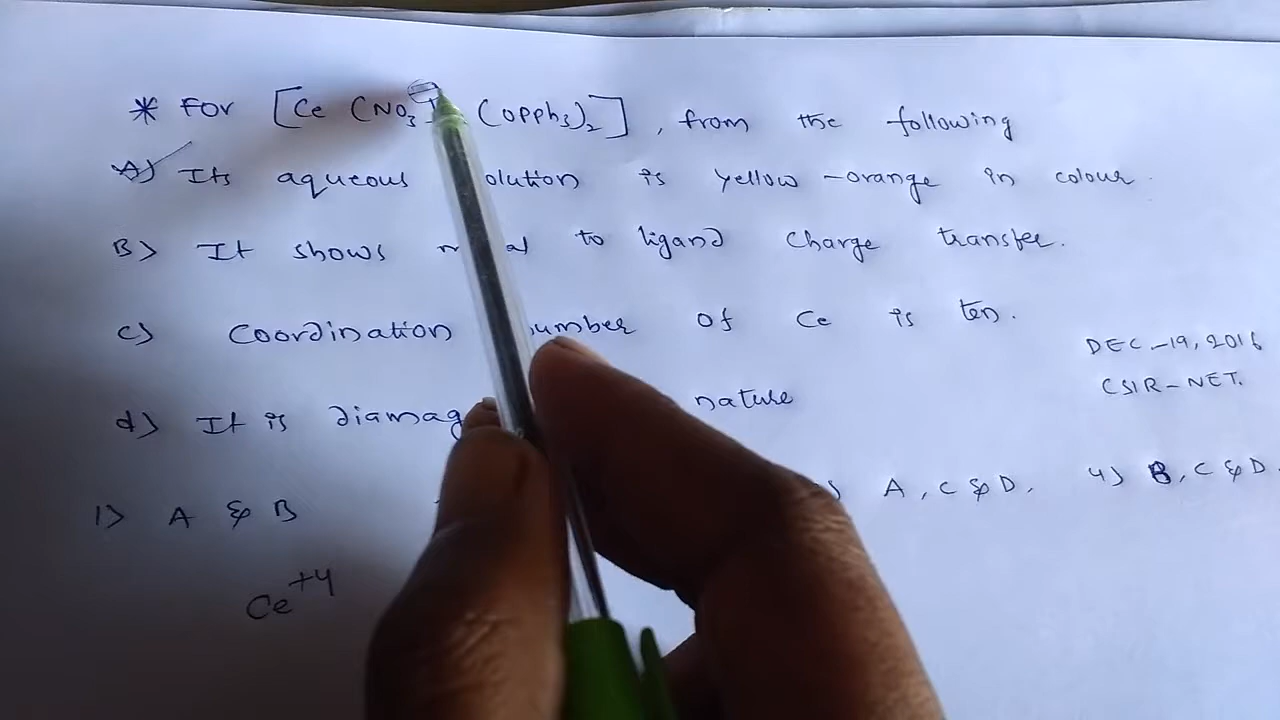 * For [Ce (NO3 (OPPh3)2] , from the following
A) Its aqueous olution is yellow-orange in colour.
B) It shows to ligand charge transfer.
c) Coordination umber of Ce is ten.
DEC-19, 2016
CSIR-NET.
d) It is diamag nature
1) A & B A, C & D. 4) B, C & D.
Ce+4